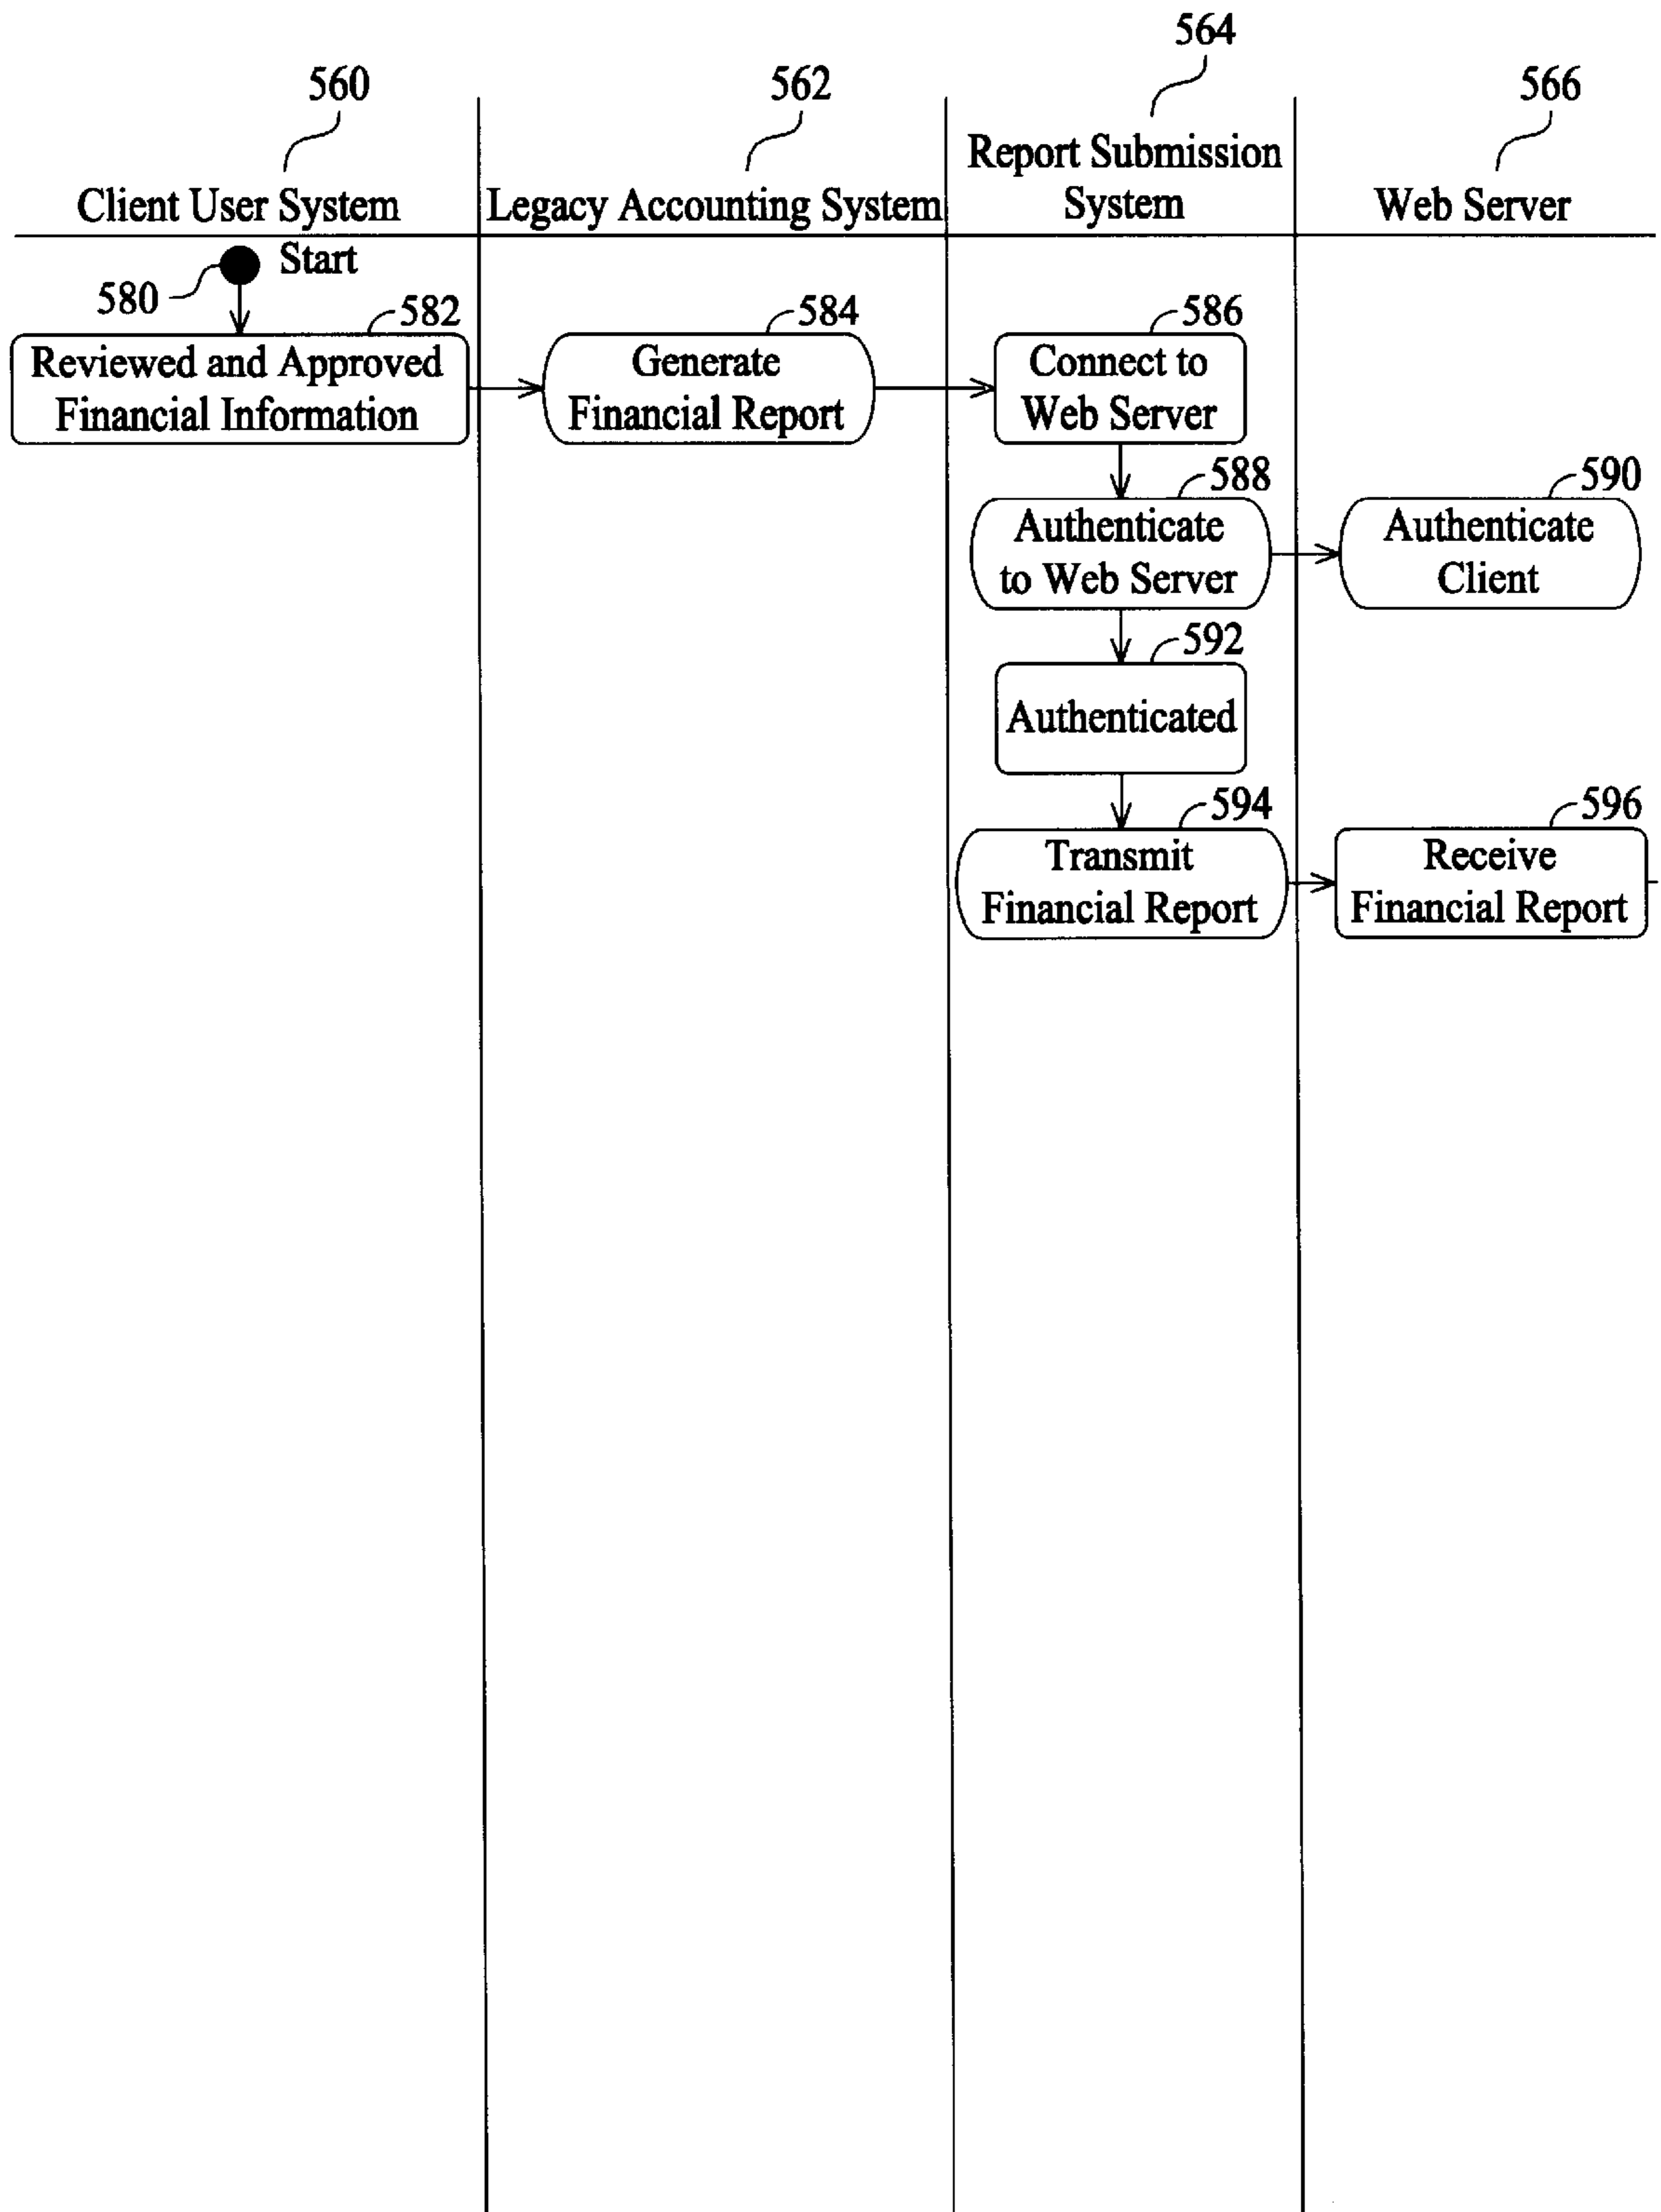 564
560
562
566
Report Submission
System
Client User System
Legacy Accounting System
Web Server
Start
580
582
584
586
Reviewed and Approved
Financial Information
Generate
Financial Report
Connect to
Web Server
588
590
Authenticate
to Web Server
Authenticate
Client
592
Authenticated
594
596
Transmit
Financial Report
Receive
Financial Report